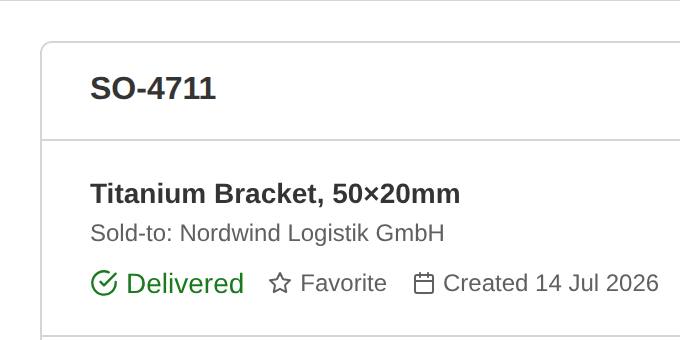 SO-4711
Titanium Bracket, 50×20mm
Sold-to: Nordwind Logistik GmbH
Delivered Favorite Created 14 Jul 2026